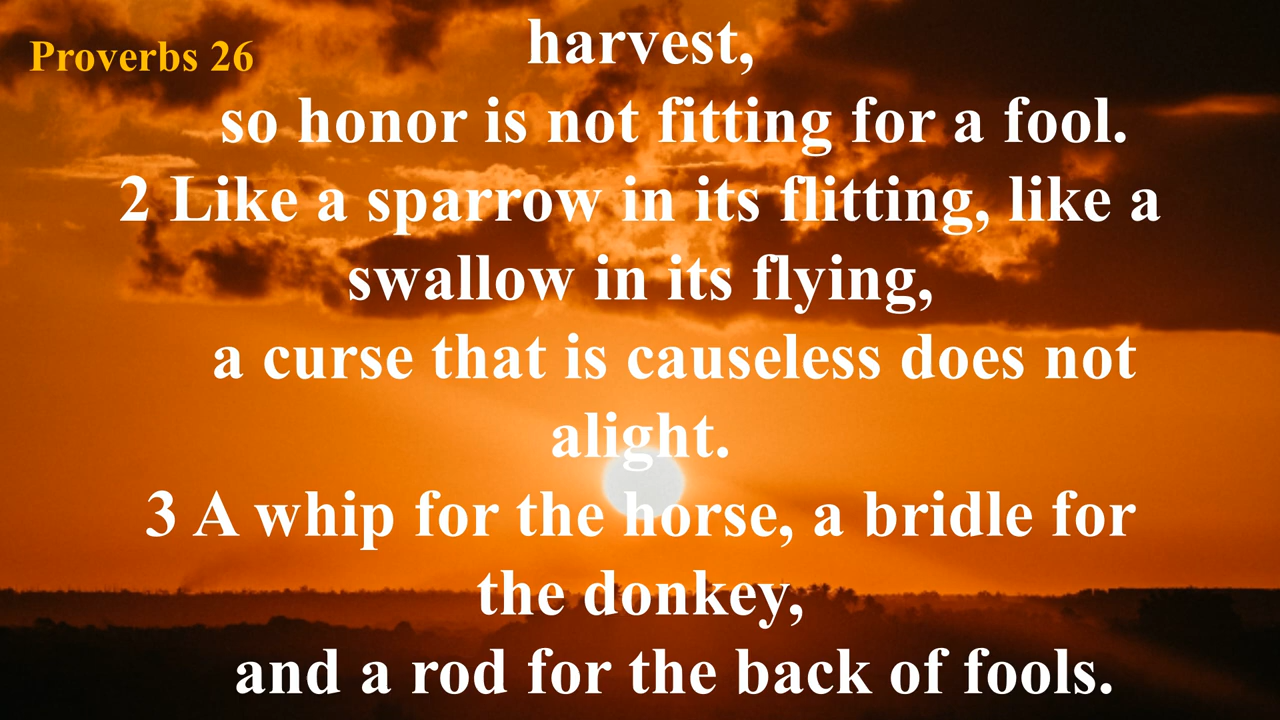 Proverbs 26
harvest,
so honor is not fitting for a fool.
2 Like a sparrow in its flitting, like a
swallow in its flying,
a curse that is causeless does not
alight.
3 A whip for the horse, a bridle for
the donkey,
and a rod for the back of fools.